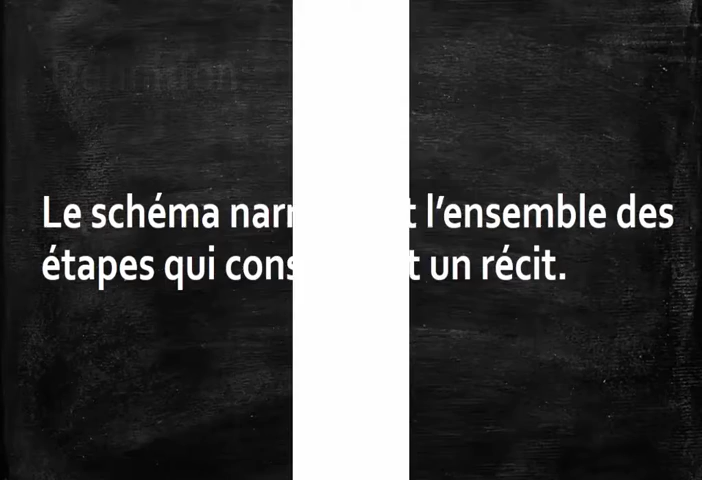 Le schéma l’ensemble des
étapes qui un récit.